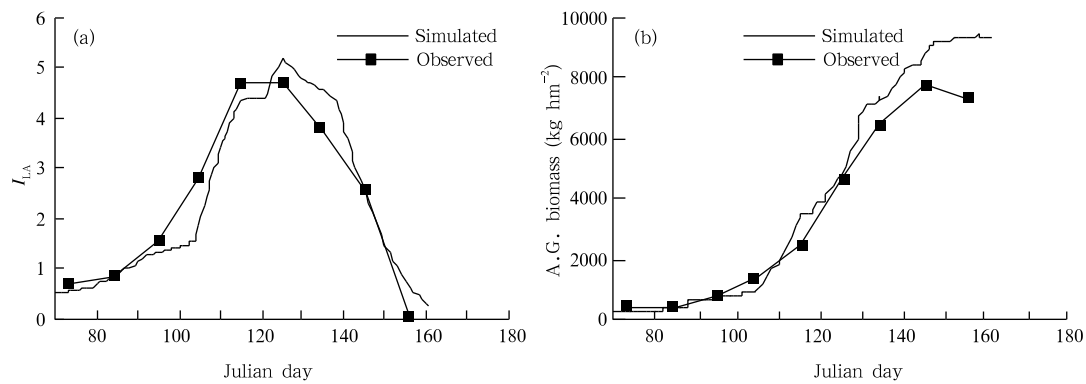 (a)
Simulated
Observed
I_LA
6
5
4
3
2
1
0
80 100 120 140 160 180
Julian day
(b)
Simulated
Observed
A.G. biomass (kg hm⁻²)
10000
8000
6000
4000
2000
0
80 100 120 140 160 180
Julian day